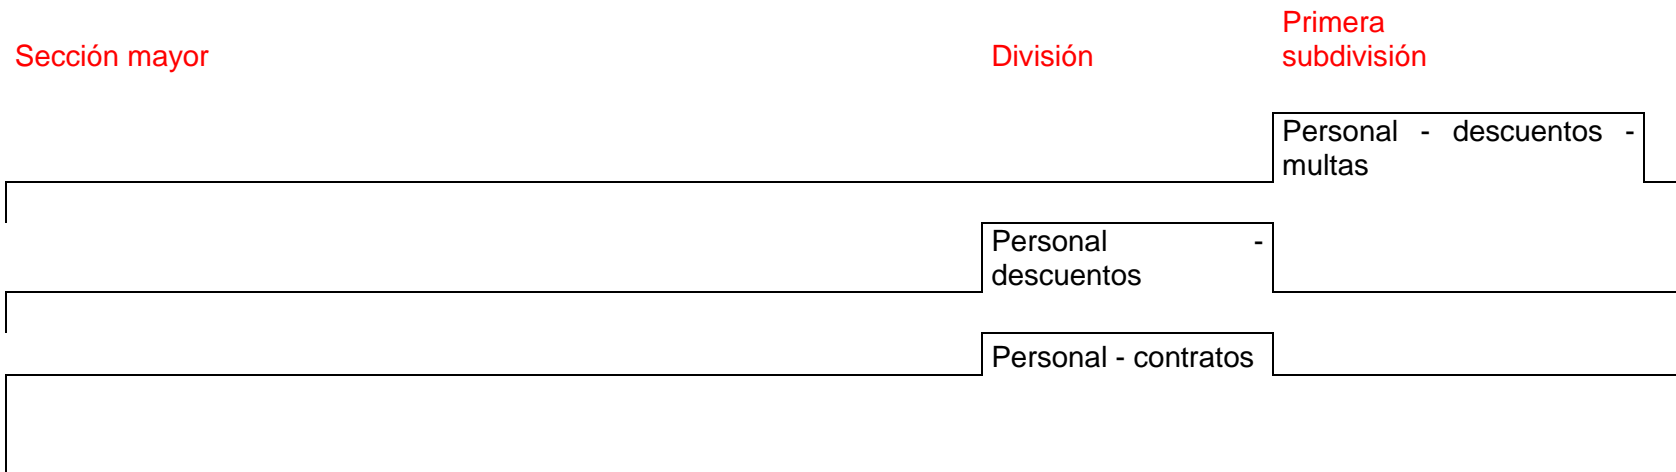 Sección mayor
División
Primera
subdivisión
Personal - descuentos -
multas
Personal -
descuentos
Personal - contratos